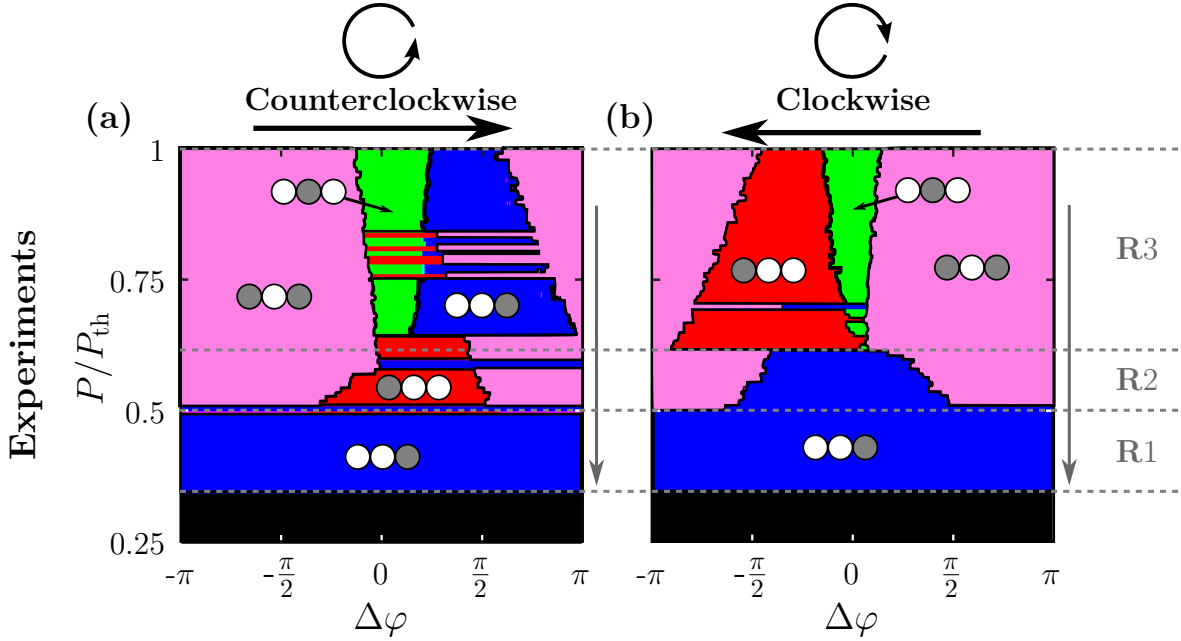 Counterclockwise
Clockwise
(a)
(b)
Experiments
P/P_th
1
0.75
0.5
0.25
R3
R2
R1
-π
-π/2
0
π/2
π
-π
-π/2
0
π/2
π
Δφ
Δφ